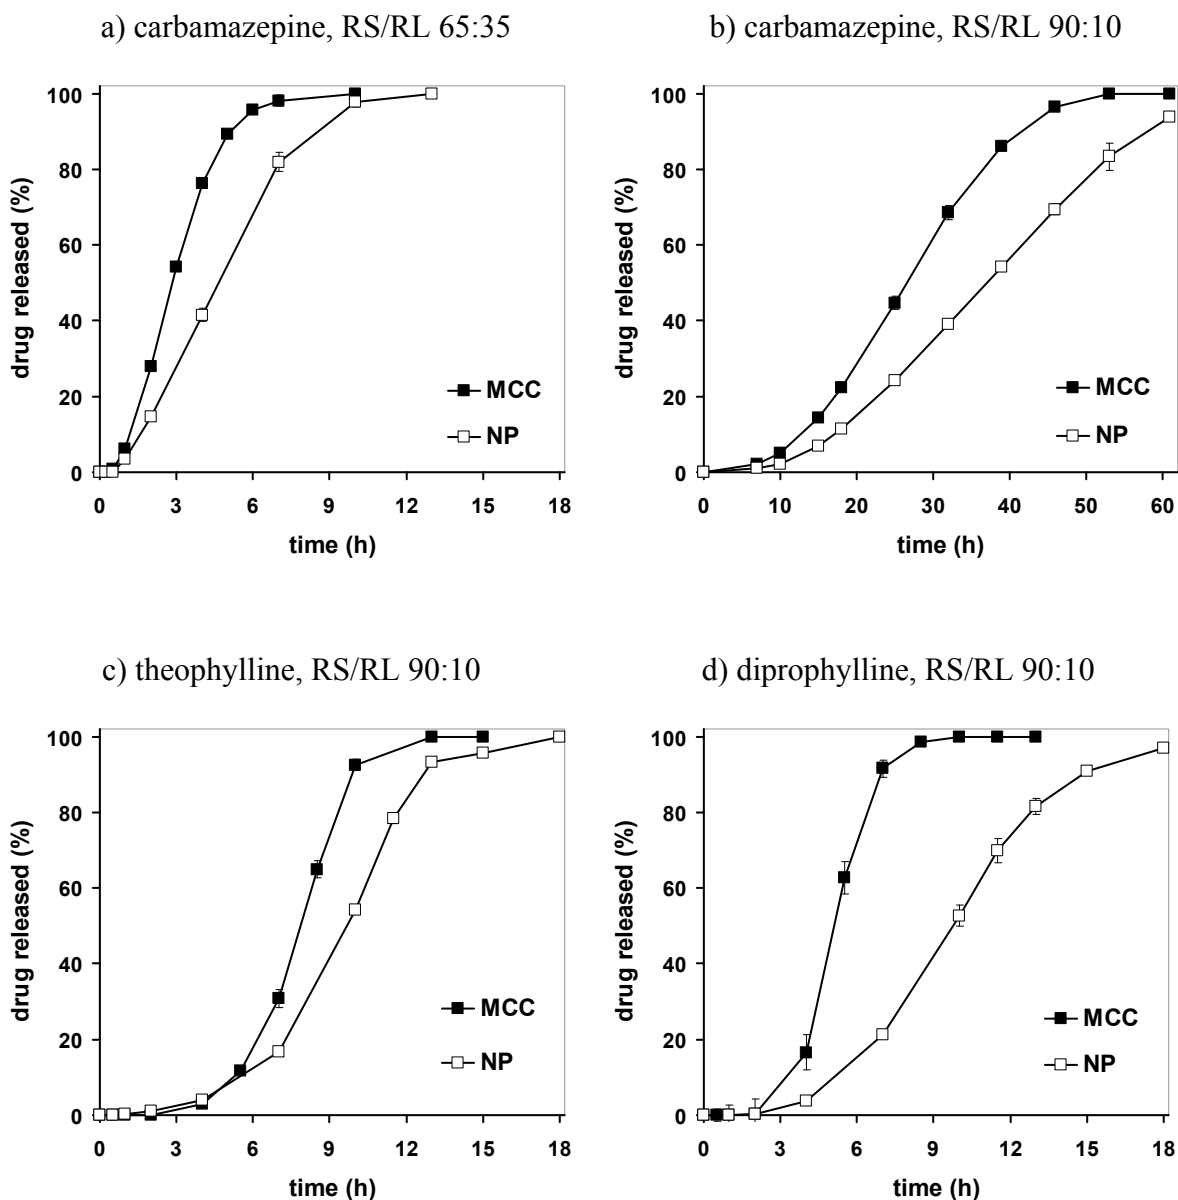 a) carbamazepine, RS/RL 65:35
drug released (%)
100
80
60
40
20
0
0 3 6 9 12 15 18
time (h)
MCC
NP
b) carbamazepine, RS/RL 90:10
drug released (%)
100
80
60
40
20
0
0 10 20 30 40 50 60
time (h)
MCC
NP
c) theophylline, RS/RL 90:10
drug released (%)
100
80
60
40
20
0
0 3 6 9 12 15 18
time (h)
MCC
NP
d) diprophylline, RS/RL 90:10
drug released (%)
100
80
60
40
20
0
0 3 6 9 12 15 18
time (h)
MCC
NP